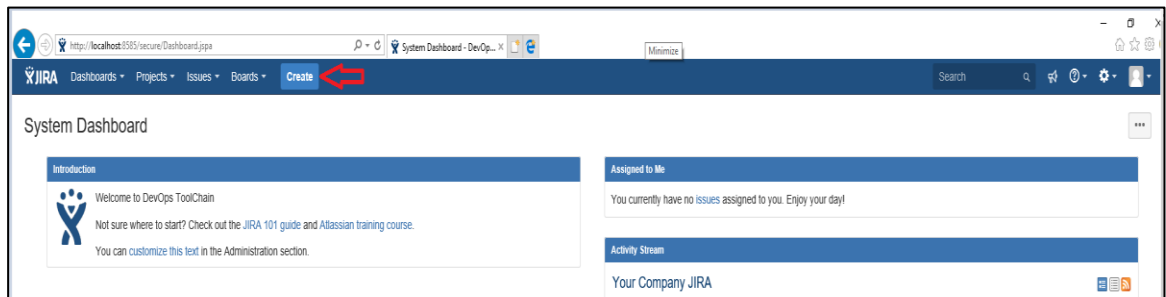 http://localhost:8585/secure/Dashboard.jspa
System Dashboard - DevOp...
Minimize
JIRA Dashboards Projects Issues Boards Create Search
System Dashboard
Introduction
Welcome to DevOps ToolChain
Not sure where to start? Check out the JIRA 101 guide and Atlassian training course.
You can customize this text in the Administration section.
Assigned to Me
You currently have no issues assigned to you. Enjoy your day!
Activity Stream
Your Company JIRA